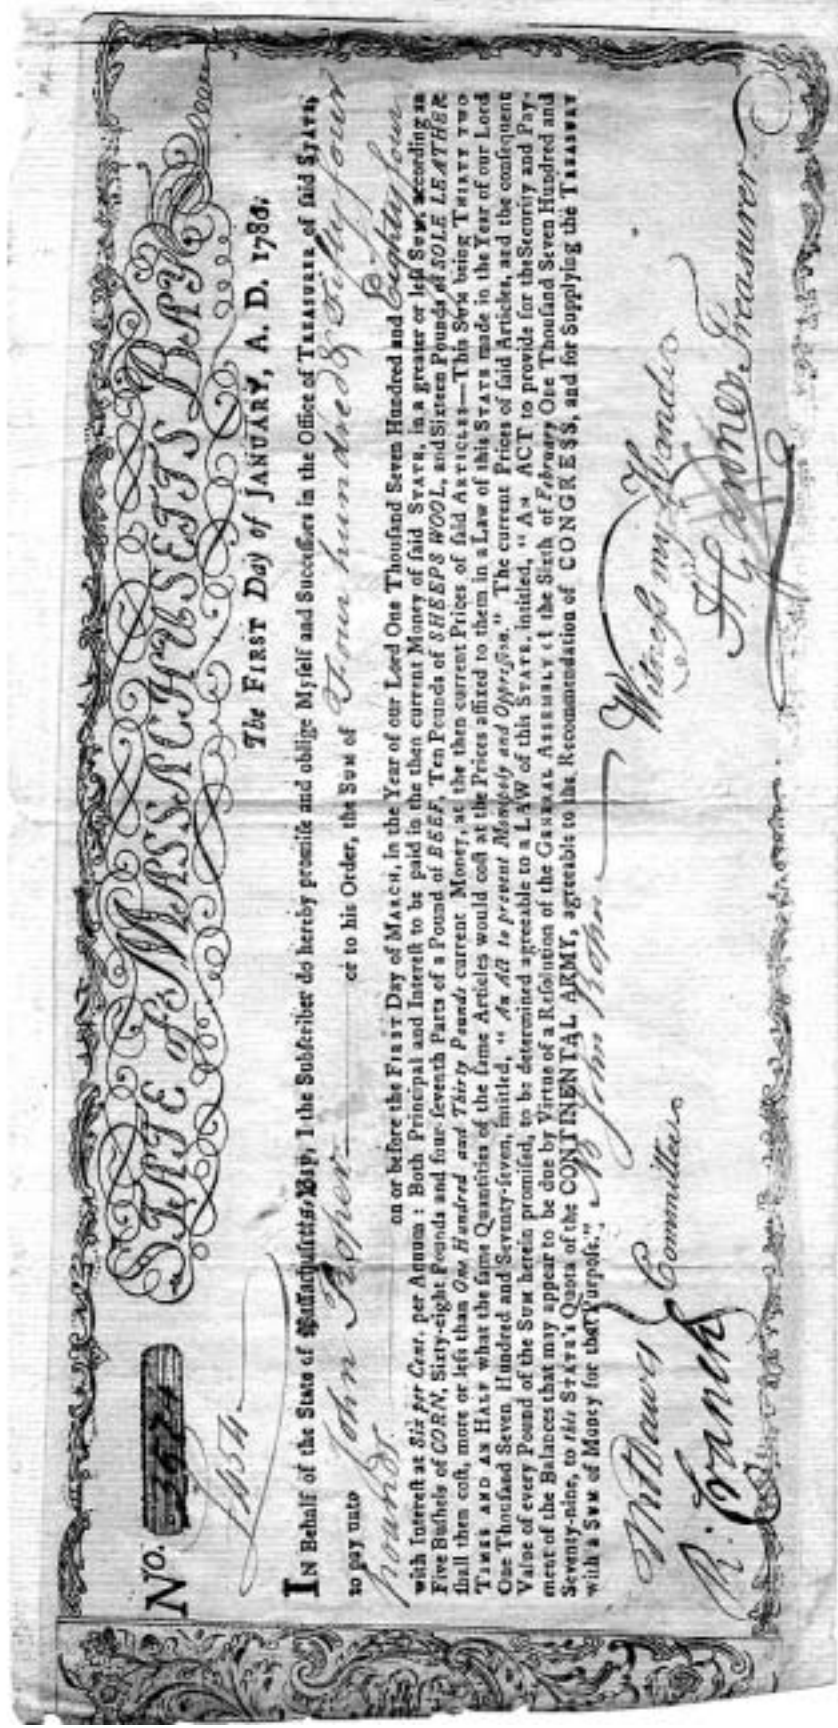 STATE of MASSACHUSETTS BAY
No. 3571
The FIRST Day of JANUARY, A. D. 1780.
£454
IN Behalf of the State of Massachusetts-Bay, I the Subscriber do hereby promise and oblige Myself and Successors in the Office of TREASURER of said STATE,
to pay unto John Roper or to his Order, the SUM of Four hundred & Fifty four
pounds. on or before the FIRST Day of MARCH, in the Year of our Lord One Thousand Seven Hundred and Eighty four
with Interest at Six per Cent. per Annum : Both Principal and Interest to be paid in the then current Money of said STATE, in a greater or less SUM, according as
Five Bushels of CORN, Sixty-eight Pounds and four-seventh Parts of a Pound of BEEF, Ten Pounds of SHEEPS WOOL, and Sixteen Pounds of SOLE LEATHER
shall then cost, more or less than One Hundred and Thirty Pounds current Money, at the then current Prices of said ARTICLES—This SUM being THIRTY TWO
TIMES AND AN HALF what the same Quantities of the same Articles would cost at the Prices affixed to them in a Law of this STATE made in the Year of our Lord
One Thousand Seven Hundred and Seventy-seven, intitled, “ An Act to prevent Monopoly and Oppression.” The current Prices of said Articles, and the consequent
Value of every Pound of the SUM herein promised, to be determined agreeable to a LAW of this STATE, intitled, “ AN ACT to provide for the Security and Pay-
ment of the Balances that may appear to be due by Virtue of a Resolution of the GENERAL ASSEMBLY of the Sixth of February One Thousand Seven Hundred and
Seventy-nine, to this STATE's Quota of the CONTINENTAL ARMY, agreeable to the Recommendation of CONGRESS, and for Supplying the TREASURY
with a SUM of Money for that Purpose.” John Roper
Witness my Hand
R. Cranch
Committee
H Gardner Treasurer